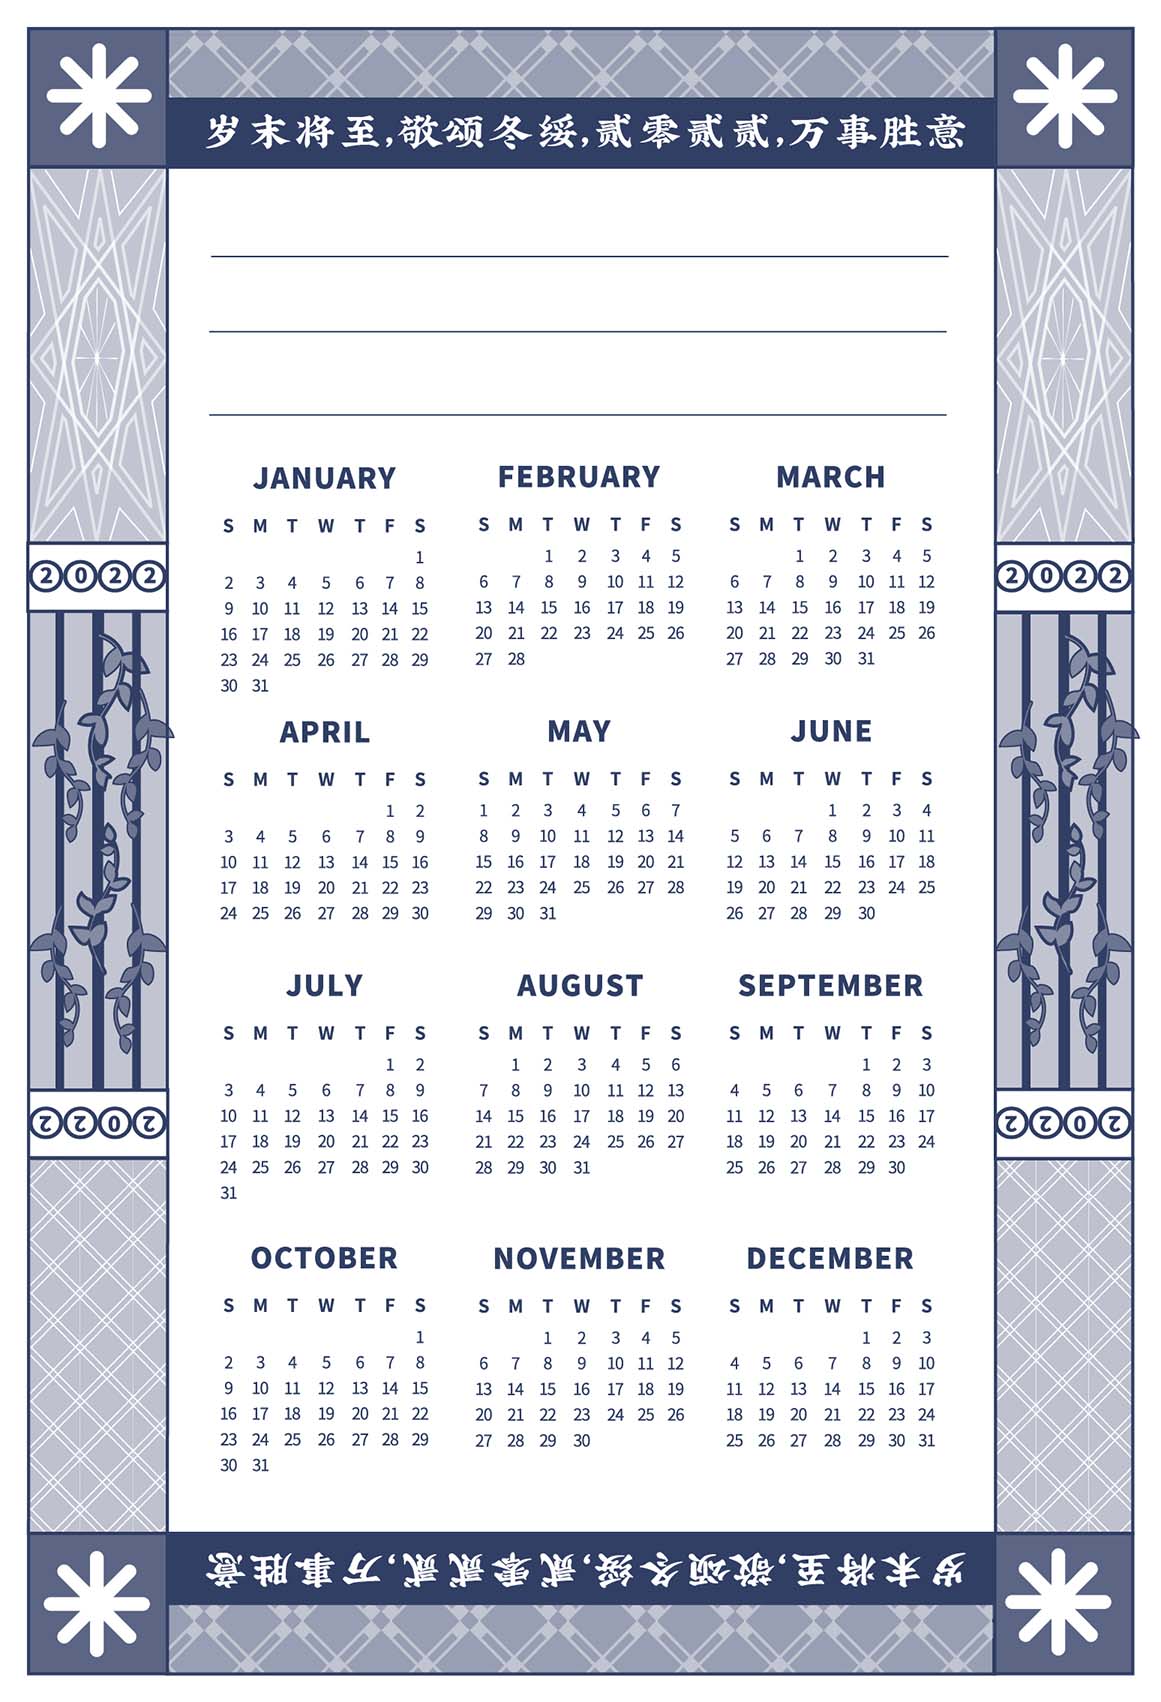 岁末将至,敬颂冬绥,贰零贰贰,万事胜意
2022
2022
JANUARY FEBRUARY MARCH
S M T W T F S S M T W T F S S M T W T F S
1 1 2 3 4 5 1 2 3 4 5
2 3 4 5 6 7 8 6 7 8 9 10 11 12 6 7 8 9 10 11 12
9 10 11 12 13 14 15 13 14 15 16 17 18 19 13 14 15 16 17 18 19
16 17 18 19 20 21 22 20 21 22 23 24 25 26 20 21 22 23 24 25 26
23 24 25 26 27 28 29 27 28 27 28 29 30 31
30 31
APRIL MAY JUNE
S M T W T F S S M T W T F S S M T W T F S
1 2 1 2 3 4 5 6 7 1 2 3 4
3 4 5 6 7 8 9 8 9 10 11 12 13 14 5 6 7 8 9 10 11
10 11 12 13 14 15 16 15 16 17 18 19 20 21 12 13 14 15 16 17 18
17 18 19 20 21 22 23 22 23 24 25 26 27 28 19 20 21 22 23 24 25
24 25 26 27 28 29 30 29 30 31 26 27 28 29 30
JULY AUGUST SEPTEMBER
S M T W T F S S M T W T F S S M T W T F S
1 2 1 2 3 4 5 6 1 2 3
3 4 5 6 7 8 9 7 8 9 10 11 12 13 4 5 6 7 8 9 10
10 11 12 13 14 15 16 14 15 16 17 18 19 20 11 12 13 14 15 16 17
17 18 19 20 21 22 23 21 22 23 24 25 26 27 18 19 20 21 22 23 24
24 25 26 27 28 29 30 28 29 30 31 25 26 27 28 29 30
31
2022
2022
OCTOBER NOVEMBER DECEMBER
S M T W T F S S M T W T F S S M T W T F S
1 1 2 3 4 5 1 2 3
2 3 4 5 6 7 8 6 7 8 9 10 11 12 4 5 6 7 8 9 10
9 10 11 12 13 14 15 13 14 15 16 17 18 19 11 12 13 14 15 16 17
16 17 18 19 20 21 22 20 21 22 23 24 25 26 18 19 20 21 22 23 24
23 24 25 26 27 28 29 27 28 29 30 25 26 27 28 29 30 31
30 31
岁末将至,敬颂冬绥,贰零贰贰,万事胜意